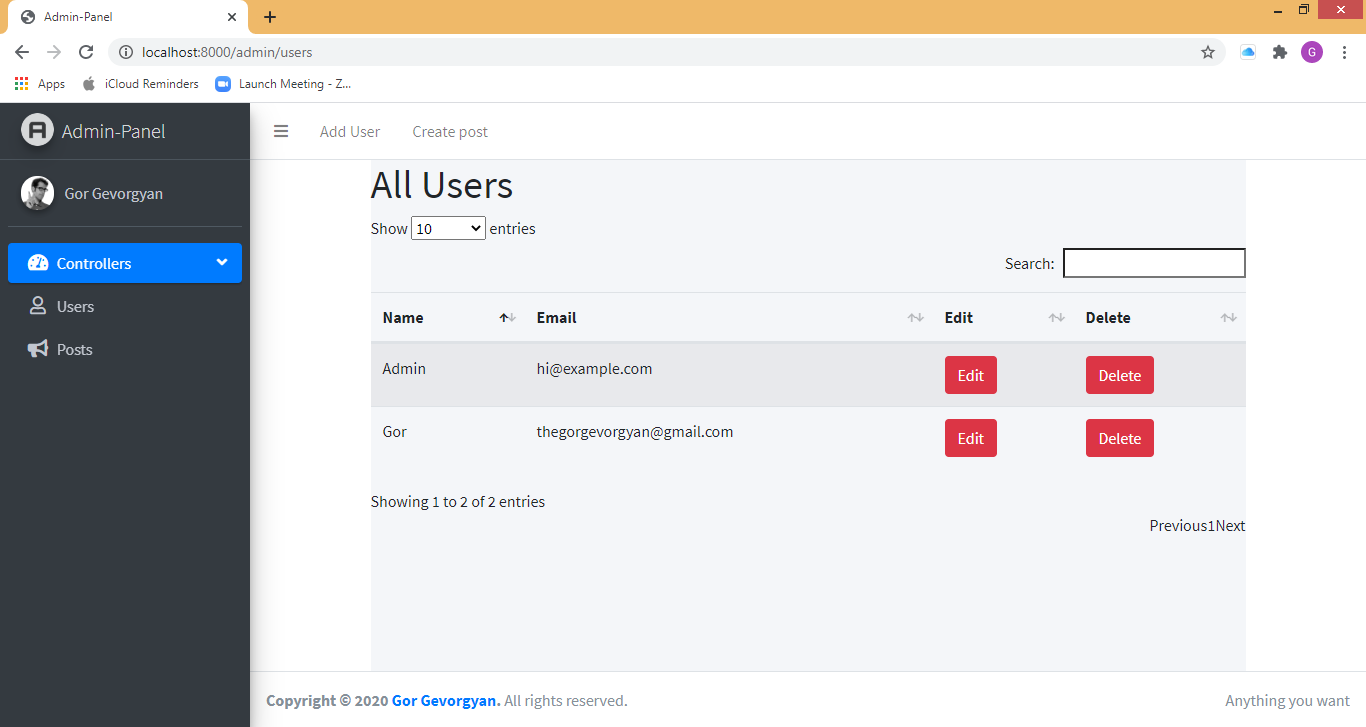 Admin-Panel
localhost:8000/admin/users
G
Apps iCloud Reminders Launch Meeting - Z...
A Admin-Panel
Add User Create post
Gor Gevorgyan
Controllers
Users
Posts
All Users
Show 10 entries
Search:
Name Email Edit Delete
Admin hi@example.com Edit Delete
Gor thegorgevorgyan@gmail.com Edit Delete
Showing 1 to 2 of 2 entries
Previous1Next
Copyright © 2020 Gor Gevorgyan. All rights reserved. Anything you want